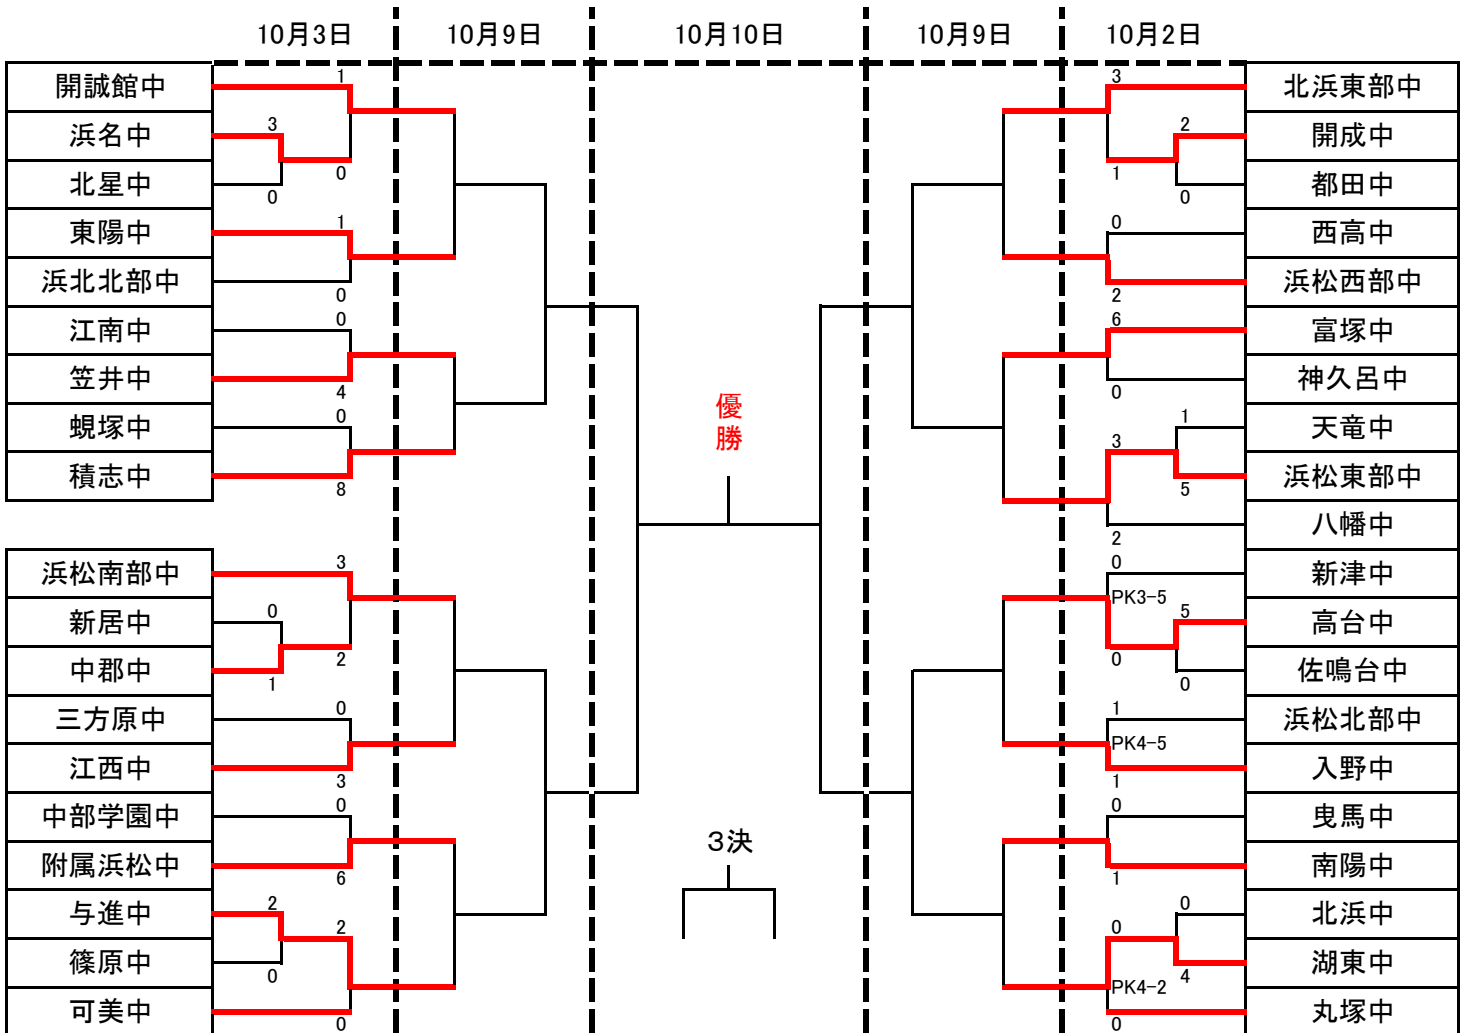 10月3日 10月9日 10月10日 10月9日 10月2日
開誠館中
浜名中
北星中
東陽中
浜北北部中
江南中
笠井中
蜆塚中
積志中
浜松南部中
新居中
中郡中
三方原中
江西中
中部学園中
附属浜松中
与進中
篠原中
可美中
1
3
0
0
1
0
0
4
0
8
3
0
2
1
0
3
0
6
2
2
0
0
優勝
3決
3
2
1
0
0
2
6
0
1
3
5
2
0
PK3-5
5
0
0
1
PK4-5
1
0
1
0
0
4
PK4-2
0
北浜東部中
開成中
都田中
西高中
浜松西部中
富塚中
神久呂中
天竜中
浜松東部中
八幡中
新津中
高台中
佐鳴台中
浜松北部中
入野中
曳馬中
南陽中
北浜中
湖東中
丸塚中